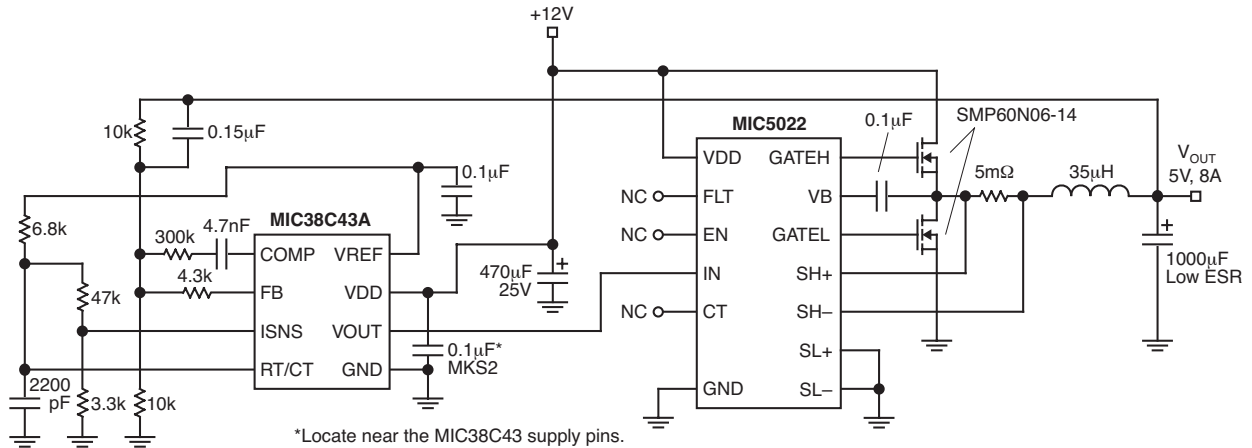 +12V
10k
0.15µF
MIC5022
0.1µF
SMP60N06-14
VDD
GATEH
0.1µF
5mΩ
35µH
VOUT
5V, 8A
NC
FLT
VB
6.8k
MIC38C43A
4.7nF
300k
COMP
VREF
NC
EN
GATEL
4.3k
FB
VDD
470µF
25V
+
IN
SH+
+
1000µF
Low ESR
47k
ISNS
VOUT
NC
CT
SH–
0.1µF*
MKS2
RT/CT
GND
SL+
2200
pF
3.3k
10k
GND
SL–
*Locate near the MIC38C43 supply pins.